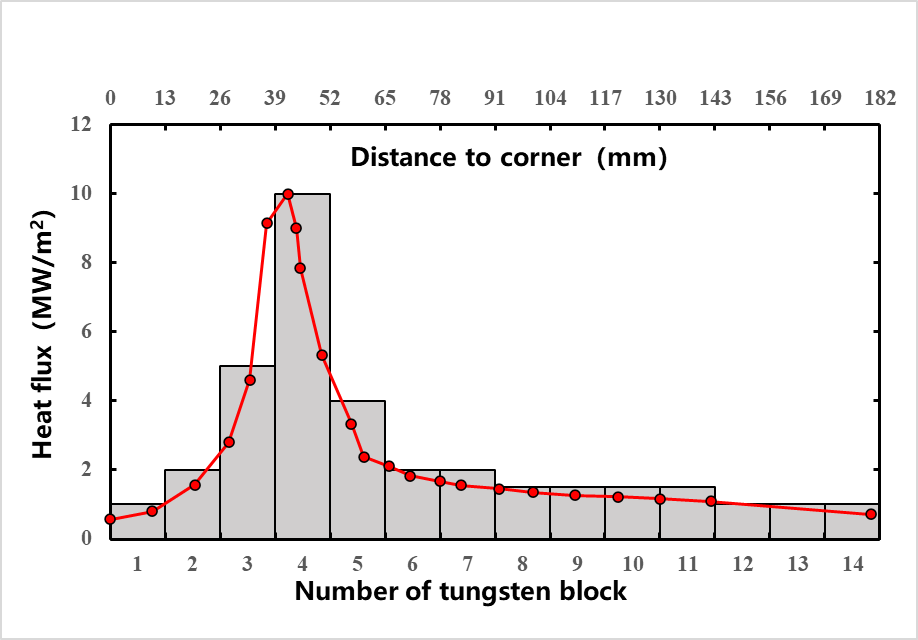 0 13 26 39 52 65 78 91 104 117 130 143 156 169 182
Distance to corner (mm)
12
10
8
6
4
2
0
Heat flux (MW/m²)
1 2 3 4 5 6 7 8 9 10 11 12 13 14
Number of tungsten block